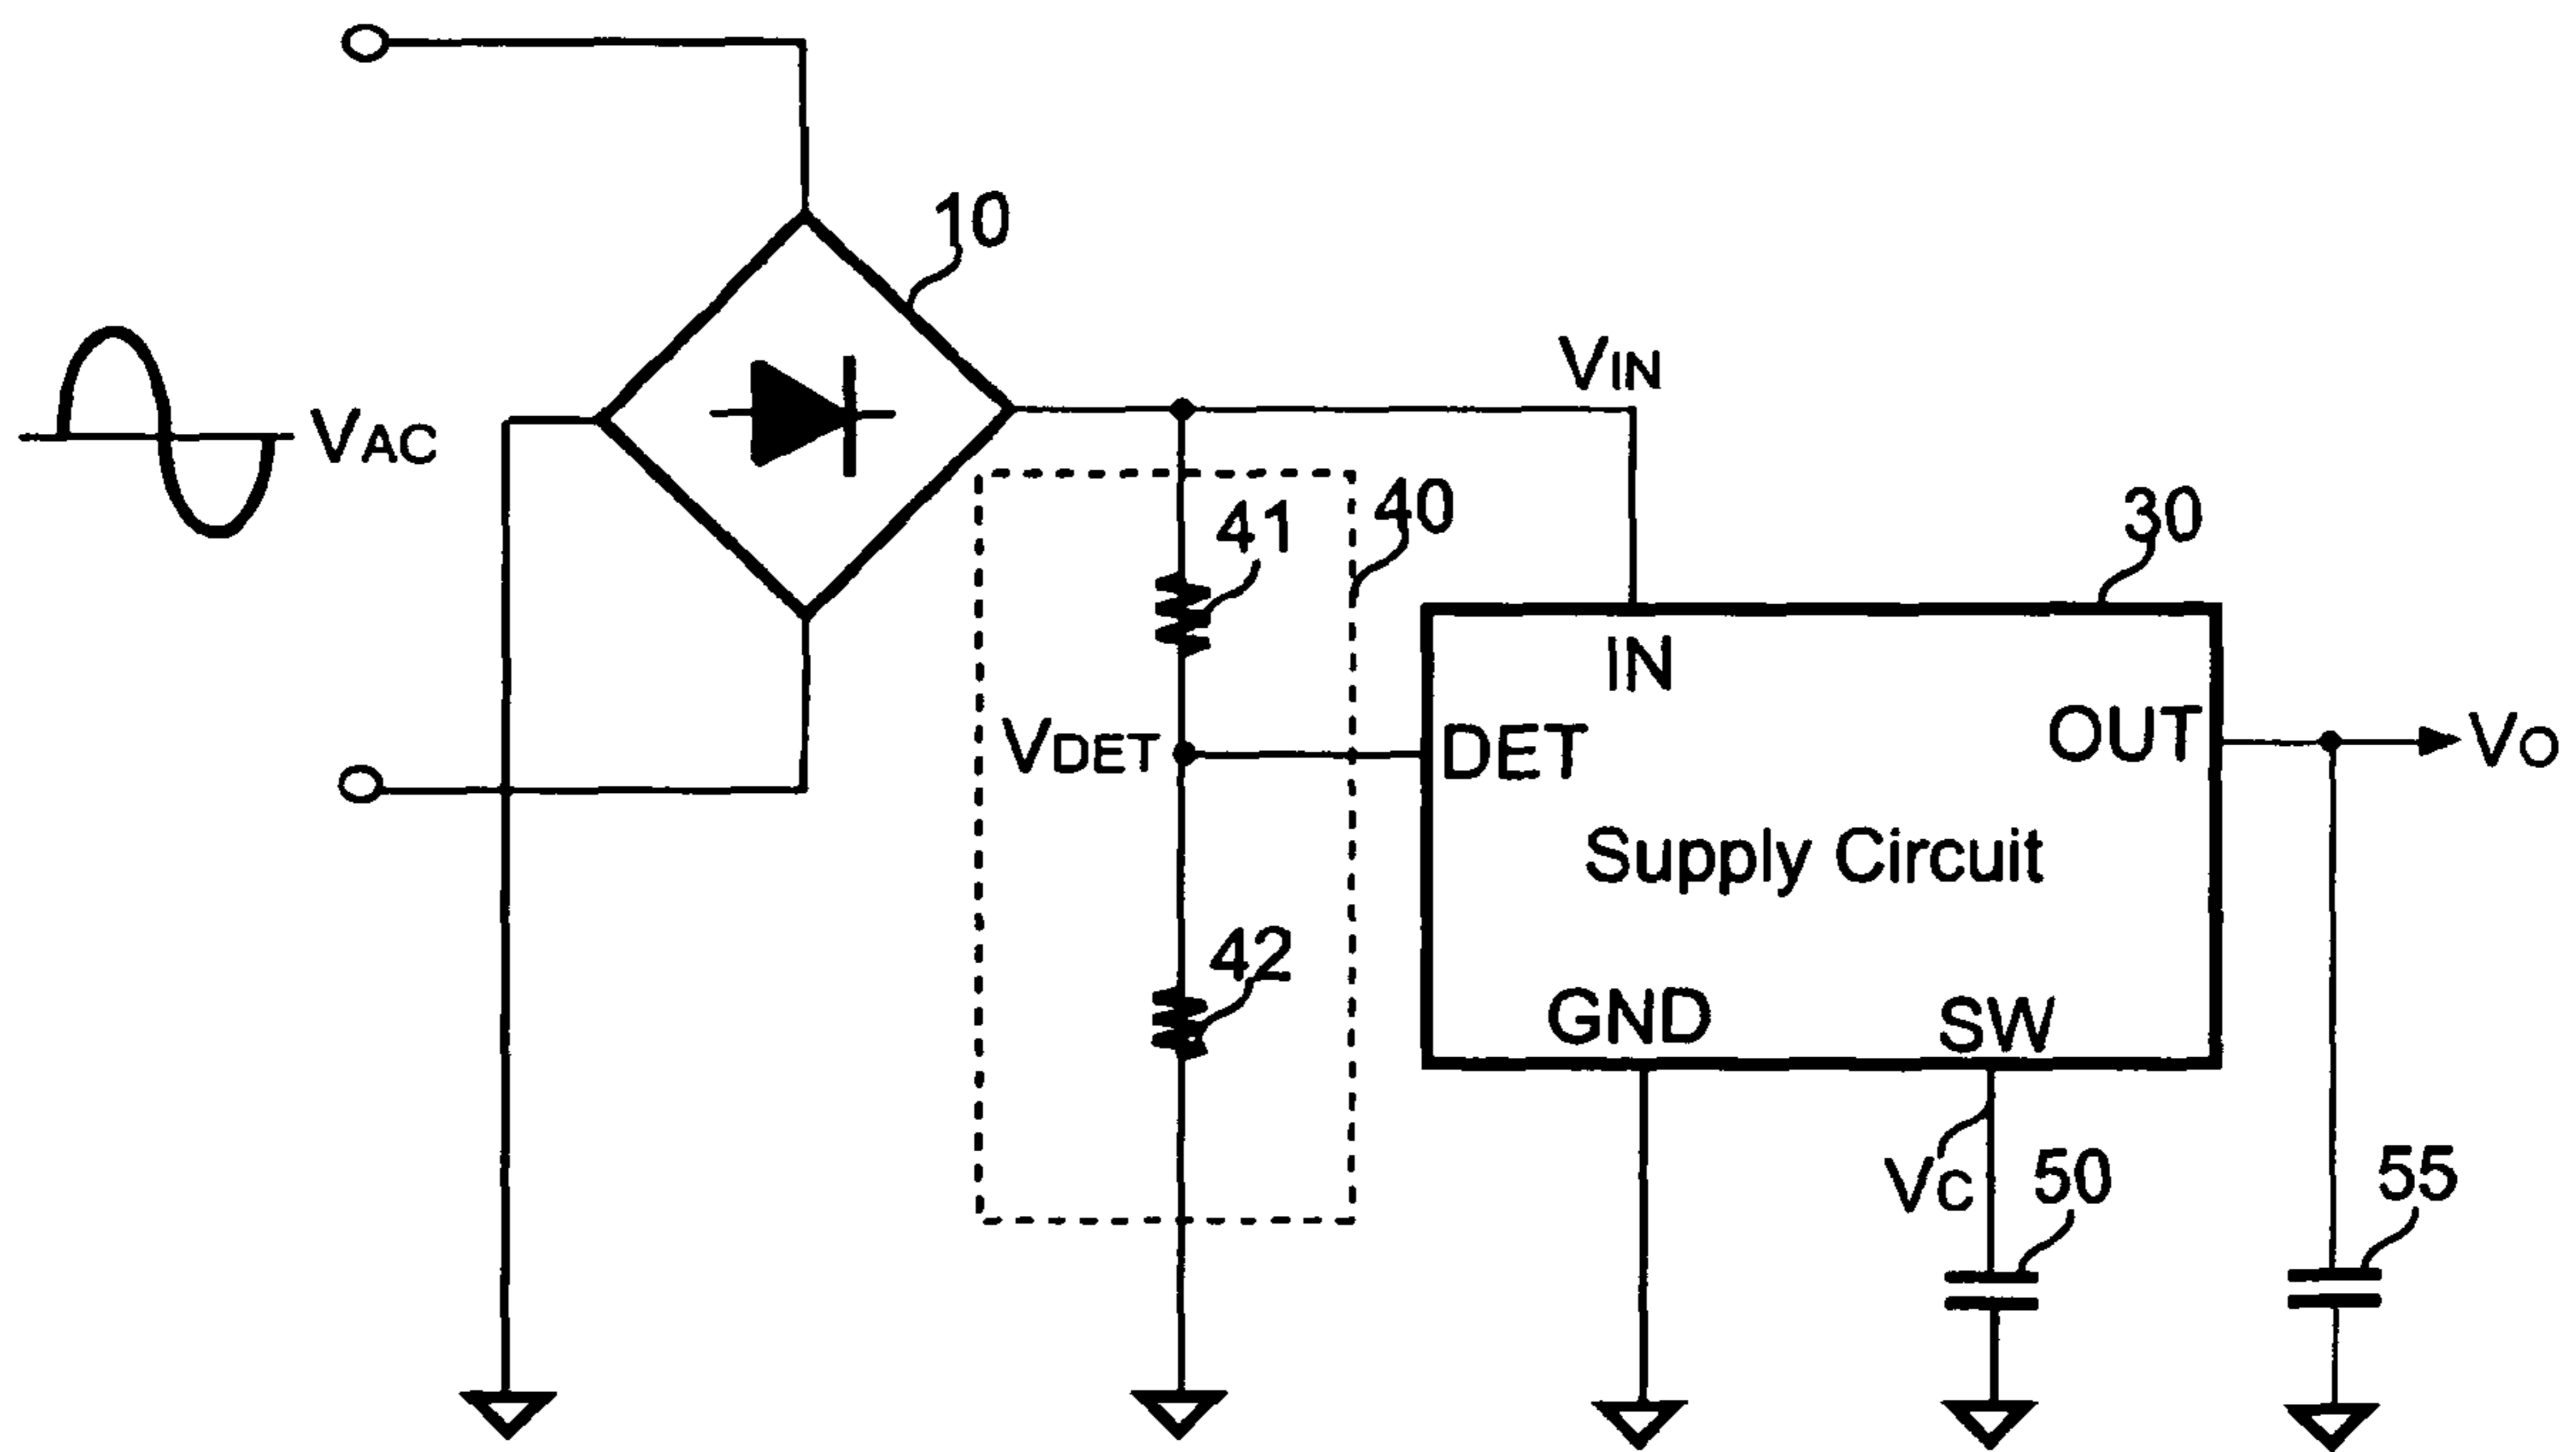 10
VIN
VAC
41
40
30
IN
VDET
DET
OUT
VO
Supply Circuit
42
GND
SW
VC
50
55